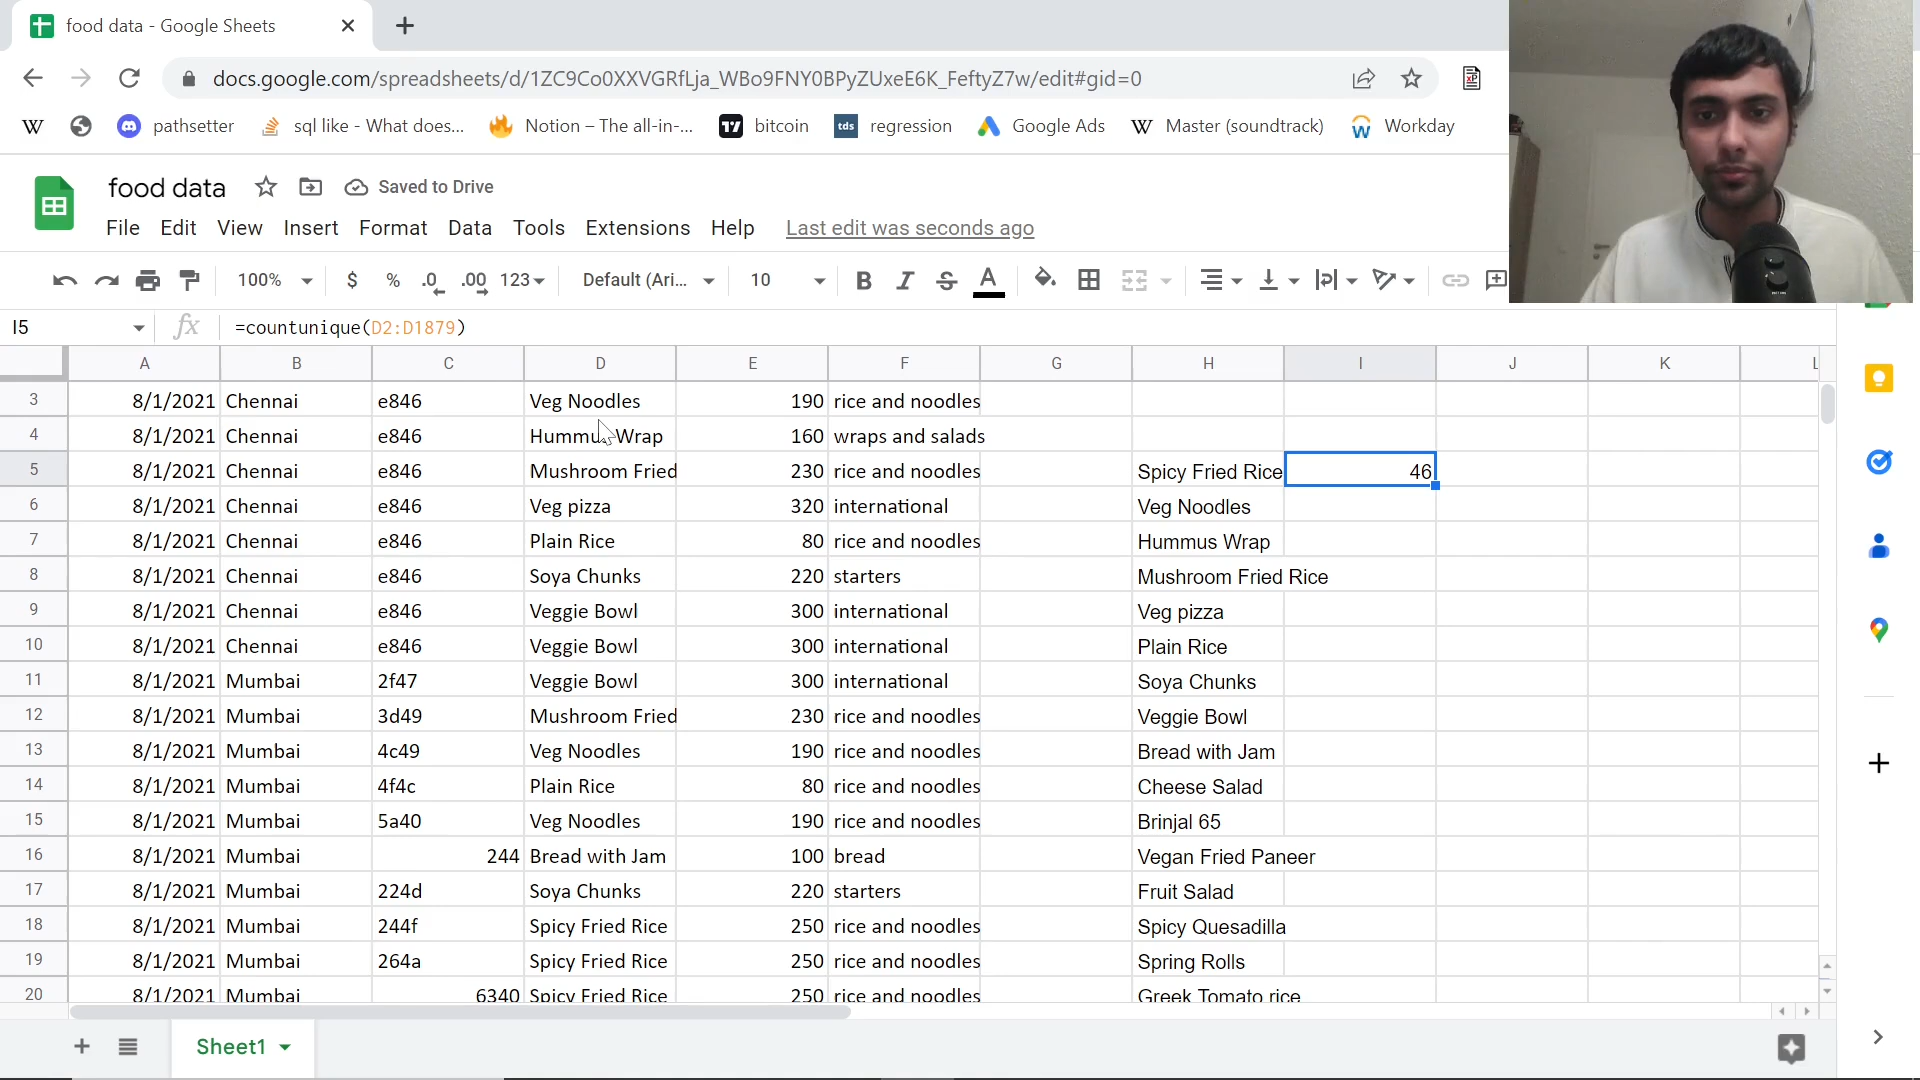 food data - Google Sheets
docs.google.com/spreadsheets/d/1ZC9Co0XXVGRfLja_WBo9FNY0BPyZUxeE6K_FeftyZ7w/edit#gid=0
W pathsetter sql like - What does... Notion – The all-in-... 17 bitcoin tds regression Google Ads W Master (soundtrack) W Workday
food data Saved to Drive
File Edit View Insert Format Data Tools Extensions Help Last edit was seconds ago
100% $ % .0 .00 123 Default (Ari... 10 B I S A
I5 fx =countunique(D2:D1879)
A B C D E F G H I J K L
3 8/1/2021 Chennai e846 Veg Noodles 190 rice and noodles
4 8/1/2021 Chennai e846 Hummus Wrap 160 wraps and salads
5 8/1/2021 Chennai e846 Mushroom Fried 230 rice and noodles Spicy Fried Rice 46
6 8/1/2021 Chennai e846 Veg pizza 320 international Veg Noodles
7 8/1/2021 Chennai e846 Plain Rice 80 rice and noodles Hummus Wrap
8 8/1/2021 Chennai e846 Soya Chunks 220 starters Mushroom Fried Rice
9 8/1/2021 Chennai e846 Veggie Bowl 300 international Veg pizza
10 8/1/2021 Chennai e846 Veggie Bowl 300 international Plain Rice
11 8/1/2021 Mumbai 2f47 Veggie Bowl 300 international Soya Chunks
12 8/1/2021 Mumbai 3d49 Mushroom Fried 230 rice and noodles Veggie Bowl
13 8/1/2021 Mumbai 4c49 Veg Noodles 190 rice and noodles Bread with Jam
14 8/1/2021 Mumbai 4f4c Plain Rice 80 rice and noodles Cheese Salad
15 8/1/2021 Mumbai 5a40 Veg Noodles 190 rice and noodles Brinjal 65
16 8/1/2021 Mumbai 244 Bread with Jam 100 bread Vegan Fried Paneer
17 8/1/2021 Mumbai 224d Soya Chunks 220 starters Fruit Salad
18 8/1/2021 Mumbai 244f Spicy Fried Rice 250 rice and noodles Spicy Quesadilla
19 8/1/2021 Mumbai 264a Spicy Fried Rice 250 rice and noodles Spring Rolls
20 8/1/2021 Mumbai 6340 Spicy Fried Rice 250 rice and noodles Greek Tomato rice
Sheet1